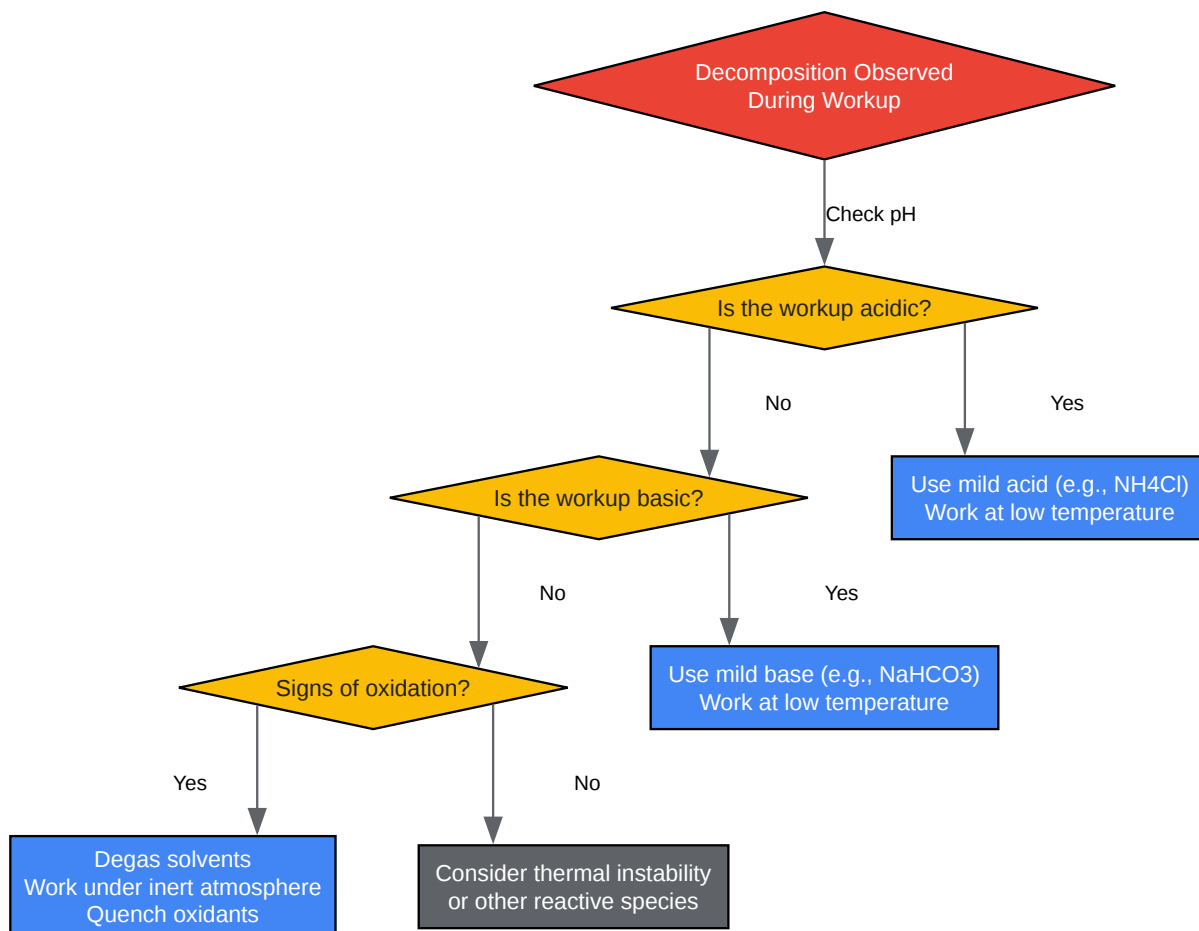 Decomposition Observed
During Workup
Check pH
Is the workup acidic?
No
Yes
Use mild acid (e.g., NH4Cl)
Work at low temperature
Is the workup basic?
No
Yes
Use mild base (e.g., NaHCO3)
Work at low temperature
Signs of oxidation?
Yes
No
Degas solvents
Work under inert atmosphere
Quench oxidants
Consider thermal instability
or other reactive species